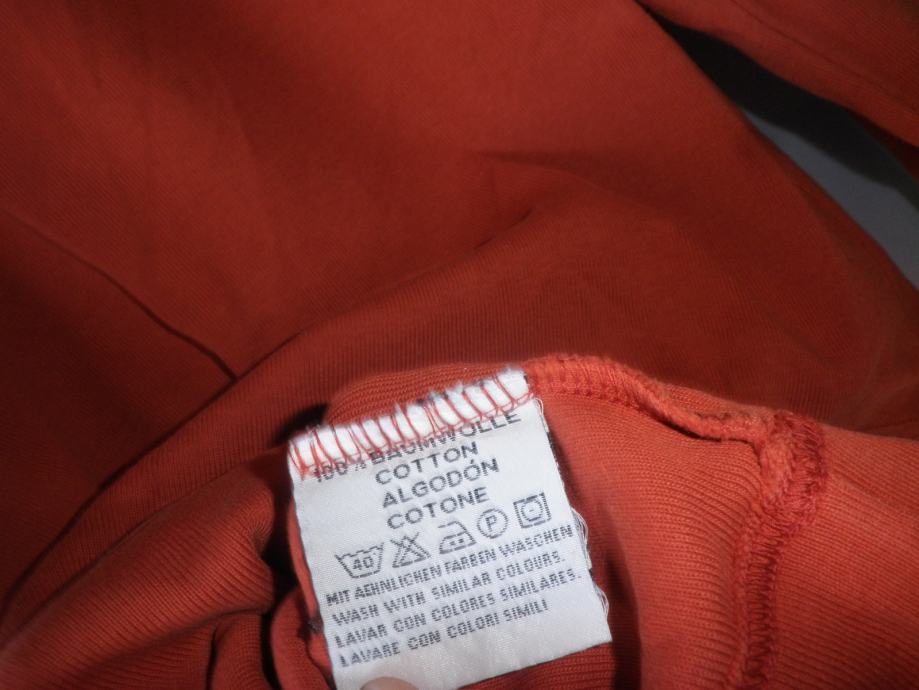 100% BAUMWOLLE
COTTON
ALGODÓN
COTONE
40 P
MIT AEHNLICHEN FARBEN WASCHEN
WASH WITH SIMILAR COLOURS.
LAVAR CON COLORES SIMILARES.
LAVARE CON COLORI SIMILI